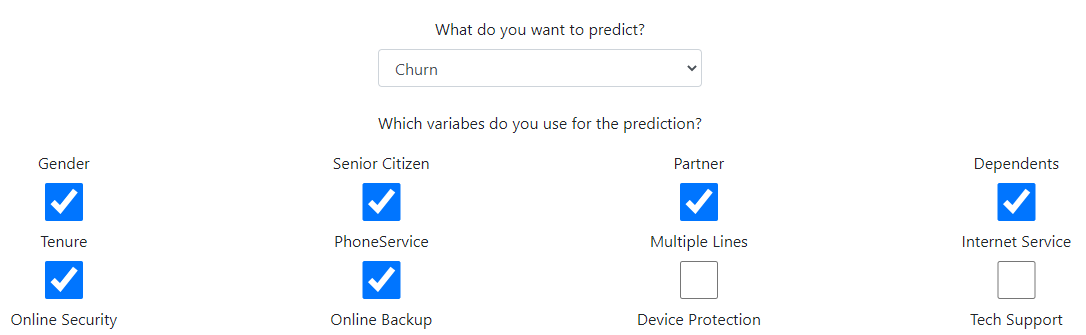 What do you want to predict?
Churn
Which variabes do you use for the prediction?
Gender Senior Citizen Partner Dependents
Tenure PhoneService Multiple Lines Internet Service
Online Security Online Backup Device Protection Tech Support